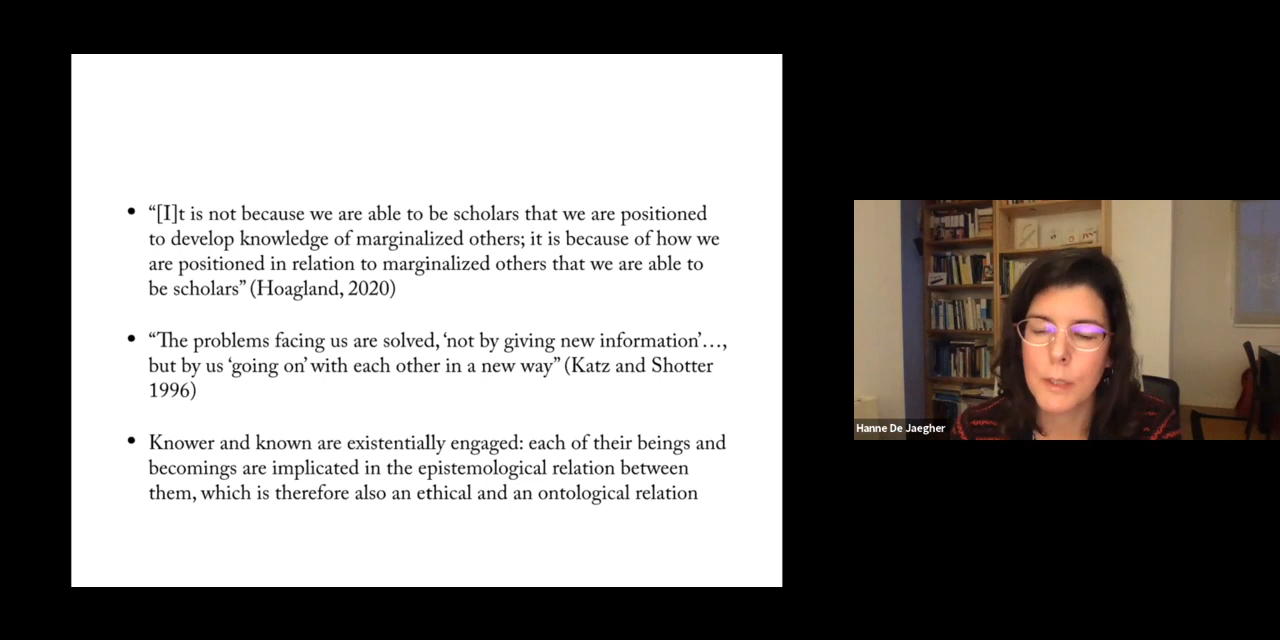 • “[I]t is not because we are able to be scholars that we are positioned
to develop knowledge of marginalized others; it is because of how we
are positioned in relation to marginalized others that we are able to
be scholars” (Hoagland, 2020)
• “The problems facing us are solved, ‘not by giving new information’…,
but by us ‘going on’ with each other in a new way” (Katz and Shotter
1996)
• Knower and known are existentially engaged: each of their beings and
becomings are implicated in the epistemological relation between
them, which is therefore also an ethical and an ontological relation
Hanne De Jaegher